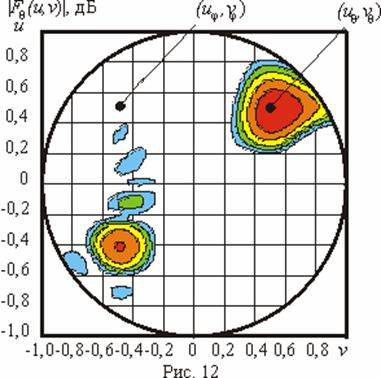 |F_θ(u,v)|, дБ
(u_φ, v_φ)
(u_θ, v_θ)
u
0,8
0,6
0,4
0,2
0
-0,2
-0,4
-0,6
-0,8
-1,0
-1,0-0,8-0,6-0,4-0,2 0 0,2 0,4 0,6 0,8 v
Рис. 12